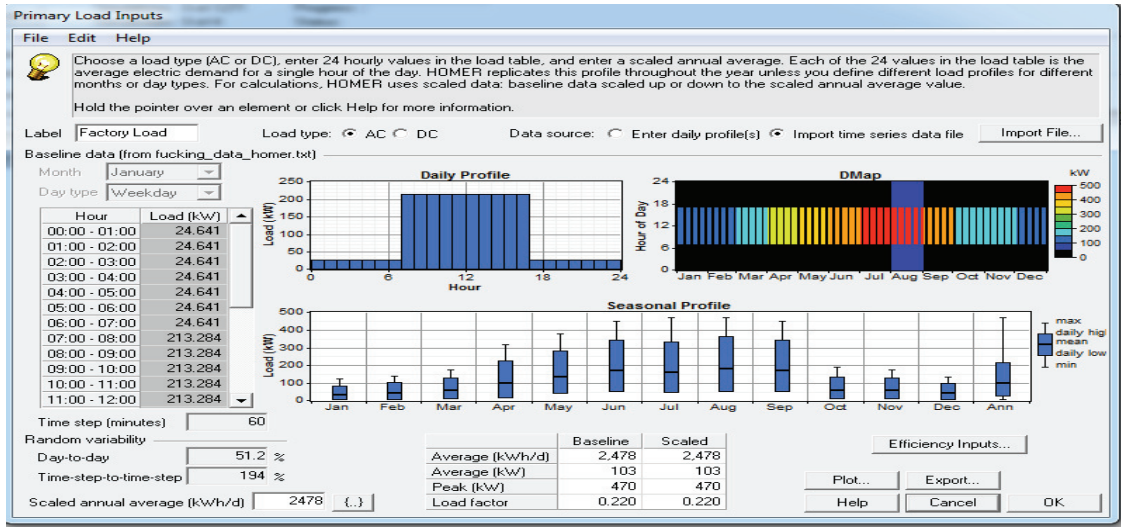 Primary Load Inputs
File Edit Help
Choose a load type (AC or DC), enter 24 hourly values in the load table, and enter a scaled annual average. Each of the 24 values in the load table is the
average electric demand for a single hour of the day. HOMER replicates this profile throughout the year unless you define different load profiles for different
months or day types. For calculations, HOMER uses scaled data: baseline data scaled up or down to the scaled annual average value.
Hold the pointer over an element or click Help for more information.
Label Factory Load Load type: AC DC Data source: Enter daily profile(s) Import time series data file Import File...
Baseline data (from fucking_data_homer.txt)
Month January
Day type Weekday
Hour Load (kW)
00:00 - 01:00 24.641
01:00 - 02:00 24.641
02:00 - 03:00 24.641
03:00 - 04:00 24.641
04:00 - 05:00 24.641
05:00 - 06:00 24.641
06:00 - 07:00 24.641
07:00 - 08:00 213.284
08:00 - 09:00 213.284
09:00 - 10:00 213.284
10:00 - 11:00 213.284
11:00 - 12:00 213.284
Daily Profile
Load (kW)
250
200
150
100
50
0
0 6 12 18 24
Hour
DMap
Hour of Day
24
18
12
6
0
Jan Feb Mar Apr May Jun Jul Aug Sep Oct Nov Dec
kW
500
400
300
200
100
0
Seasonal Profile
Load (kW)
500
400
300
200
100
0
Jan Feb Mar Apr May Jun Jul Aug Sep Oct Nov Dec Ann
max
daily hig
mean
daily low
min
Time step (minutes) 60
Random variability
Day-to-day 51.2 %
Time-step-to-time-step 194 %
Scaled annual average (kWh/d) 2478 {..}
Baseline Scaled
Average (kWh/d) 2,478 2,478
Average (kW) 103 103
Peak (kW) 470 470
Load factor 0.220 0.220
Efficiency Inputs...
Plot... Export...
Help Cancel OK